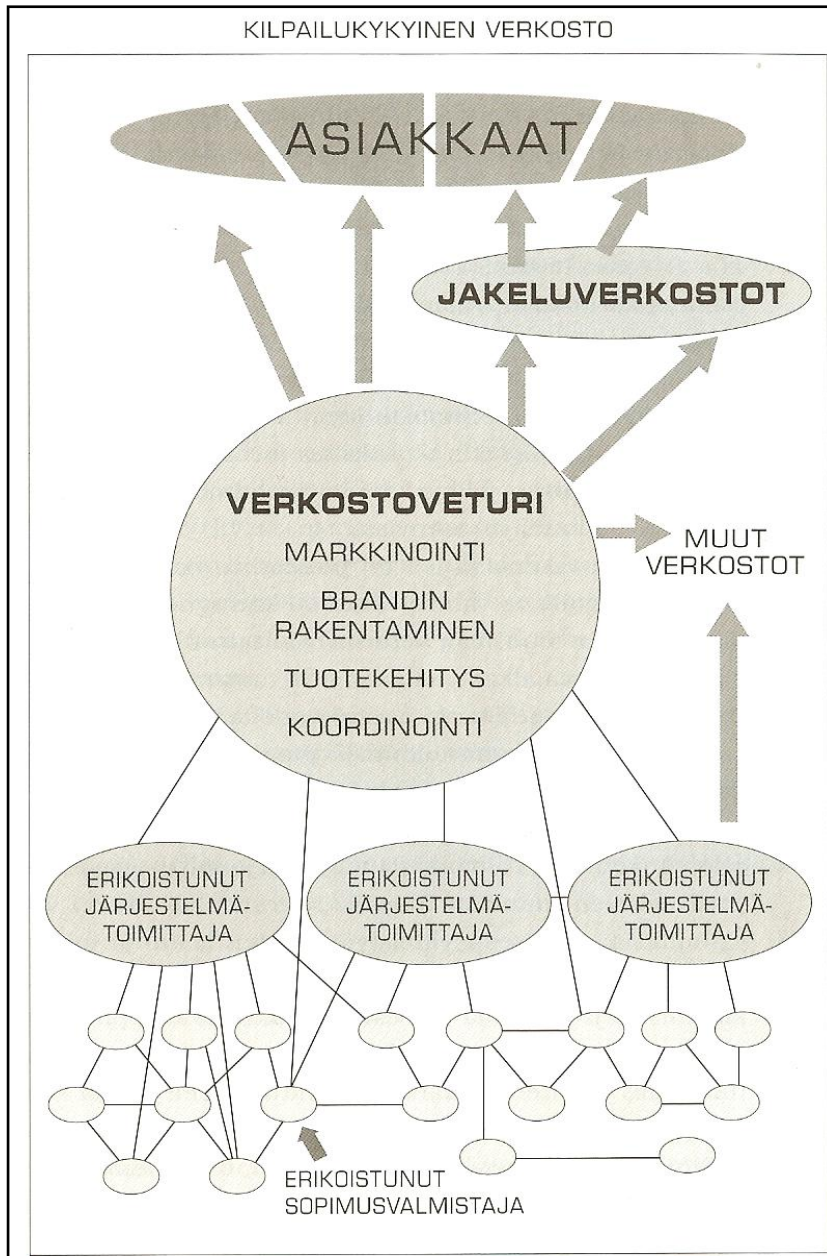 KILPAILUKYKYINEN VERKOSTO
ASIAKKAAT
JAKELUVERKOSTOT
VERKOSTOVETURI
MARKKINOINTI
BRANDIN
RAKENTAMINEN
TUOTEKEHITYS
KOORDINOINTI
MUUT
VERKOSTOT
ERIKOISTUNUT
JÄRJESTELMÄ-
TOIMITTAJA
ERIKOISTUNUT
JÄRJESTELMÄ-
TOIMITTAJA
ERIKOISTUNUT
JÄRJESTELMÄ-
TOIMITTAJA
ERIKOISTUNUT
SOPIMUSVALMISTAJA